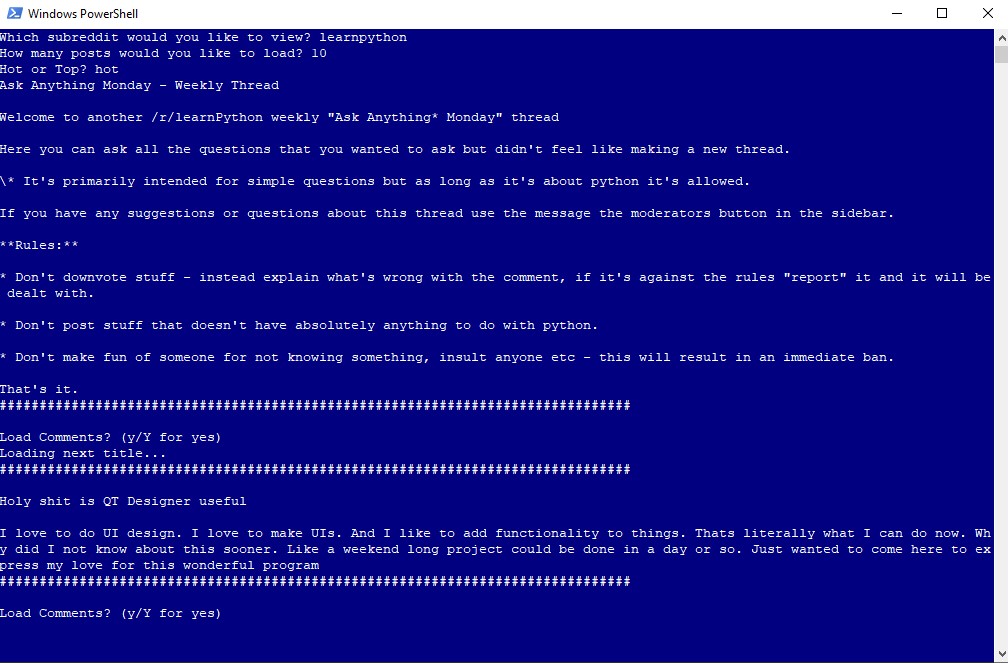 Windows PowerShell
Which subreddit would you like to view? learnpython
How many posts would you like to load? 10
Hot or Top? hot
Ask Anything Monday - Weekly Thread
Welcome to another /r/learnPython weekly "Ask Anything* Monday" thread
Here you can ask all the questions that you wanted to ask but didn't feel like making a new thread.
\* It's primarily intended for simple questions but as long as it's about python it's allowed.
If you have any suggestions or questions about this thread use the message the moderators button in the sidebar.
**Rules:**
* Don't downvote stuff - instead explain what's wrong with the comment, if it's against the rules "report" it and it will be
dealt with.
* Don't post stuff that doesn't have absolutely anything to do with python.
* Don't make fun of someone for not knowing something, insult anyone etc - this will result in an immediate ban.
That's it.
###############################################################################
Load Comments? (y/Y for yes)
Loading next title...
###############################################################################
Holy shit is QT Designer useful
I love to do UI design. I love to make UIs. And I like to add functionality to things. Thats literally what I can do now. Wh
y did I not know about this sooner. Like a weekend long project could be done in a day or so. Just wanted to come here to ex
press my love for this wonderful program
###############################################################################
Load Comments? (y/Y for yes)